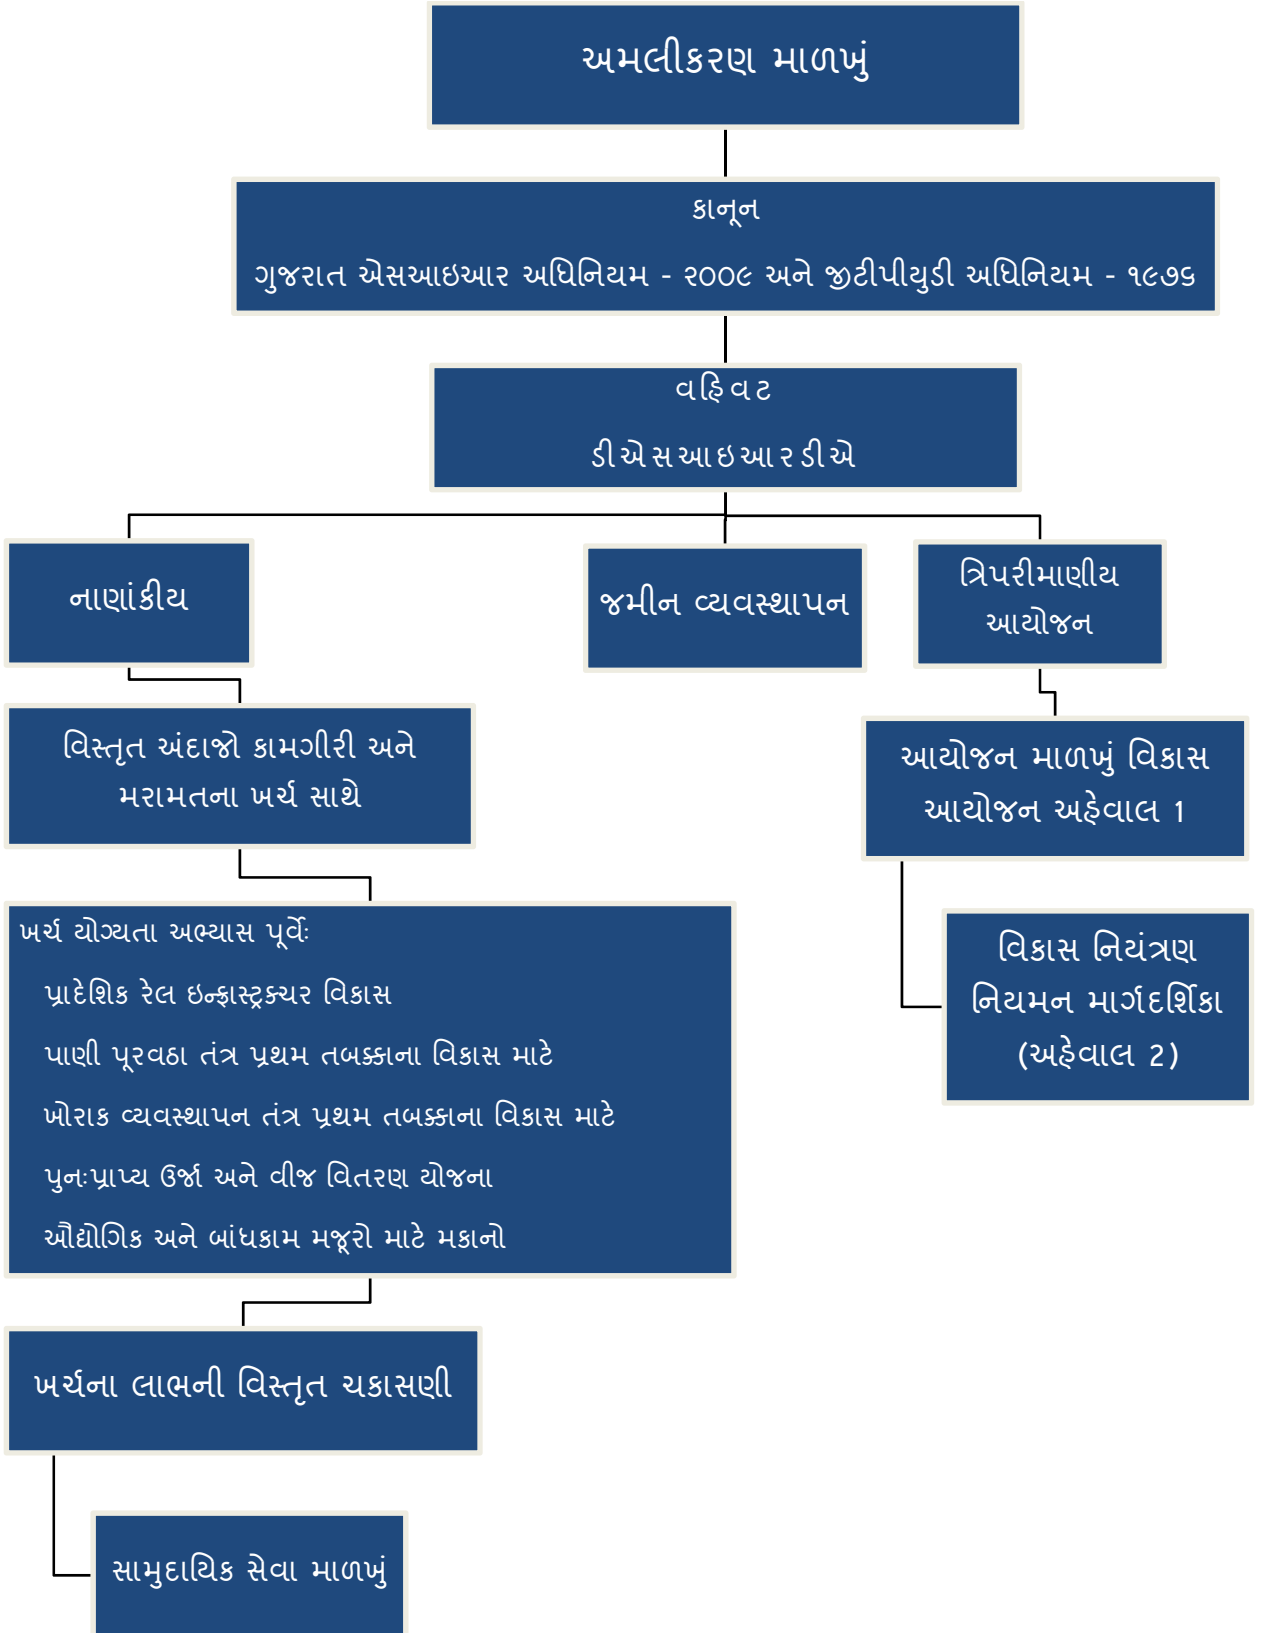 અમલીકરણ માળખું
કાનૂન
ગુજરાત એસઆઇઆર અધિનિયમ - ૨૦૦૯ અને જીટીપીયુડી અધિનિયમ - ૧૯૭૬
વહિવટ
ડીએસઆઇઆરડીએ
નાણાંકીય
જમીન વ્યવસ્થાપન
ત્રિપરીમાણીય
આયોજન
વિસ્તૃત અંદાજો કામગીરી અને
મરામતના ખર્ચ સાથે
આયોજન માળખું વિકાસ
આયોજન અહેવાલ 1
ખર્ચ યોગ્યતા અભ્યાસ પૂર્વેઃ
પ્રાદેશિક રેલ ઇન્ફ્રાસ્ટ્રક્ચર વિકાસ
પાણી પૂરવઠા તંત્ર પ્રથમ તબક્કાના વિકાસ માટે
ખોરાક વ્યવસ્થાપન તંત્ર પ્રથમ તબક્કાના વિકાસ માટે
પુનઃપ્રાપ્ય ઉર્જા અને વીજ વિતરણ યોજના
ઔદ્યોગિક અને બાંધકામ મજૂરો માટે મકાનો
વિકાસ નિયંત્રણ
નિયમન માર્ગદર્શિકા
(અહેવાલ 2)
ખર્ચના લાભની વિસ્તૃત ચકાસણી
સામુદાયિક સેવા માળખું